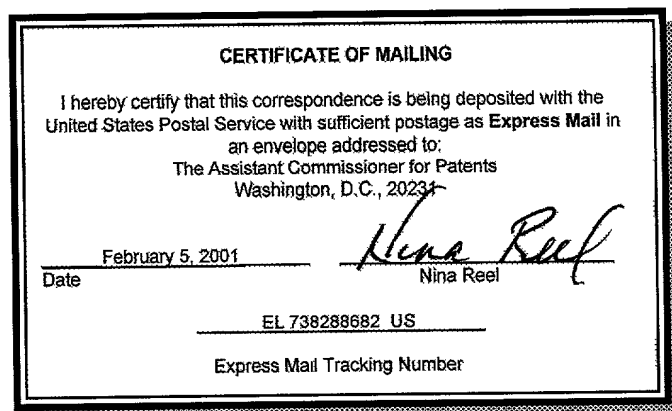 CERTIFICATE OF MAILING
I hereby certify that this correspondence is being deposited with the
United States Postal Service with sufficient postage as Express Mail in
an envelope addressed to:
The Assistant Commissioner for Patents
Washington, D.C., 20231
Nina Reel
February 5, 2001
Date
Nina Reel
EL 738288682 US
Express Mail Tracking Number